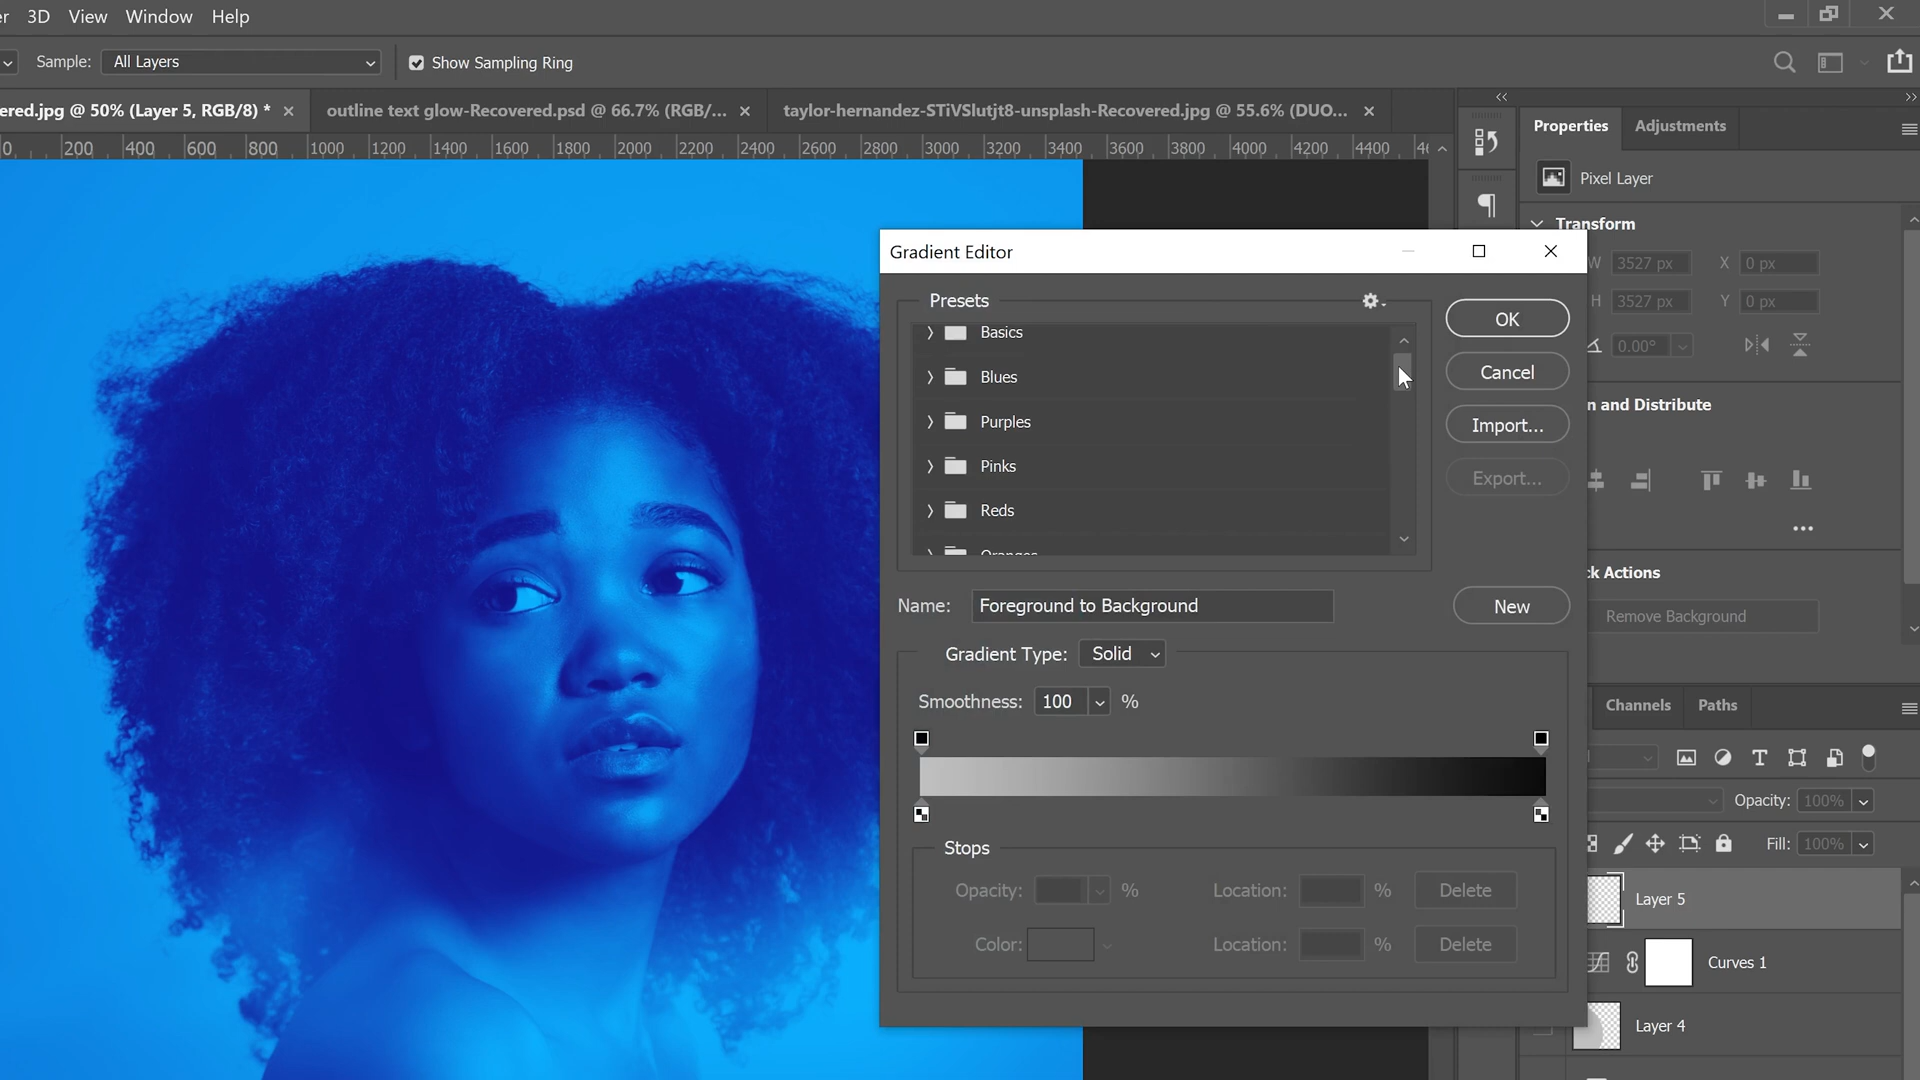 3D View Window Help
Sample: All Layers Show Sampling Ring
ered.jpg @ 50% (Layer 5, RGB/8) * outline text glow-Recovered.psd @ 66.7% (RGB/... taylor-hernandez-STiVSlutjt8-unsplash-Recovered.jpg @ 55.6% (DUO...
0 200 400 600 800 1000 1200 1400 1600 1800 2000 2200 2400 2600 2800 3000 3200 3400 3600 3800 4000 4200 4400
Properties Adjustments
Pixel Layer
Transform
W 3527 px X 0 px
H 3527 px Y 0 px
0.00°
n and Distribute
ck Actions
Remove Background
Gradient Editor
Presets
Basics
Blues
Purples
Pinks
Reds
Oranges
OK
Cancel
Import...
Export...
Name: Foreground to Background New
Gradient Type: Solid
Smoothness: 100 %
Stops
Opacity: % Location: % Delete
Color: Location: % Delete
Channels Paths
Opacity: 100%
Fill: 100%
Layer 5
Curves 1
Layer 4